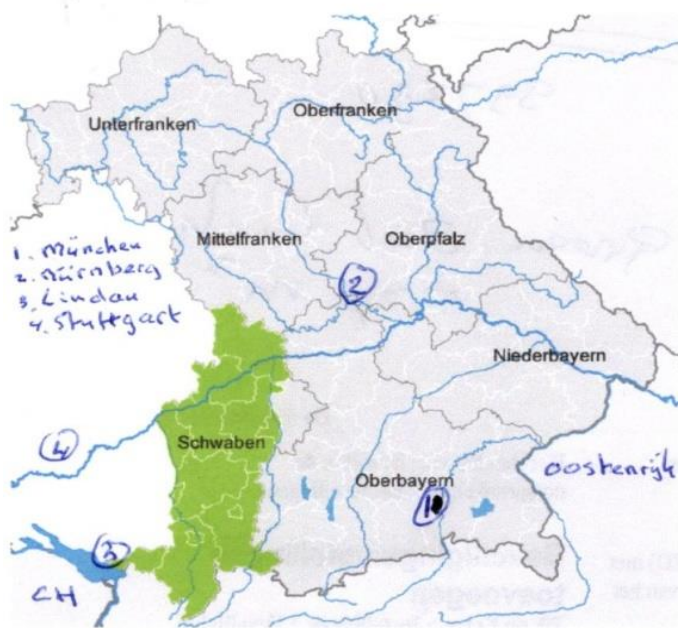 Unterfranken
Oberfranken
Mittelfranken
Oberpfalz
1. München
2. Nürnberg
3. Lindau
4. Stuttgart
2
Niederbayern
4
Schwaben
Oberbayern
Oostenrijk
1
3
CH
toevoegen